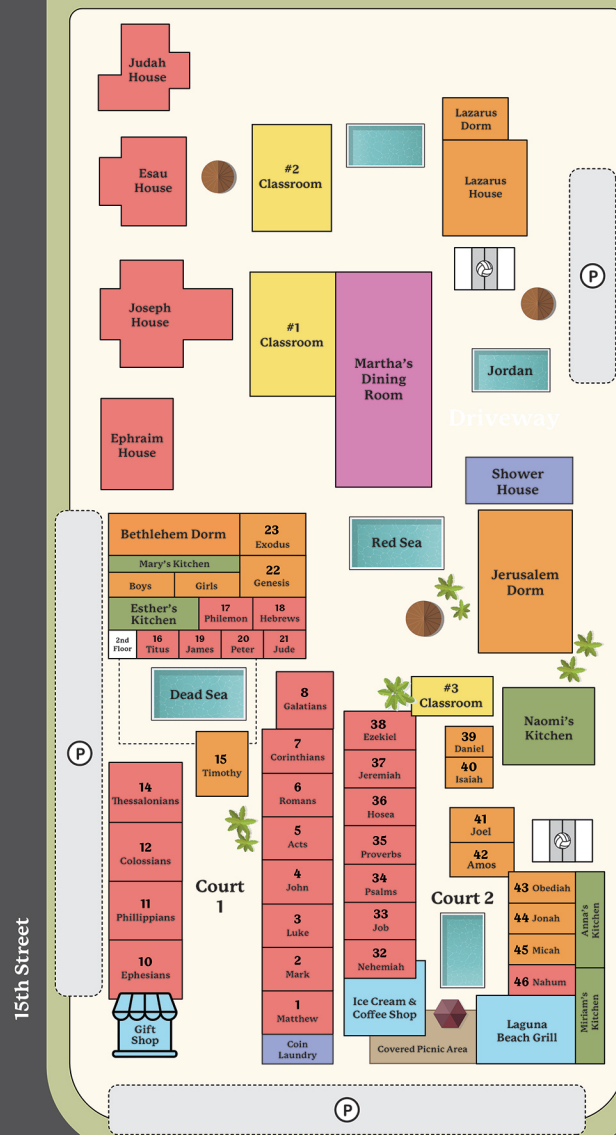 Judah
House
Lazarus
Dorm
Esau
House
#2
Classroom
Lazarus
House
P
Joseph
House
#1
Classroom
Martha's
Dining
Room
Jordan
Driveway
Ephraim
House
Shower
House
Bethlehem Dorm
23
Exodus
Mary's Kitchen
22
Genesis
Boys
Girls
Esther's
Kitchen
17
Philemon
18
Hebrews
2nd
Floor
16
Titus
19
James
20
Peter
21
Jude
Red Sea
Jerusalem
Dorm
Dead Sea
8
Galatians
#3
Classroom
Naomi's
Kitchen
P
15
Timothy
7
Corinthians
38
Ezekiel
39
Daniel
40
Isaiah
14
Thessalonians
6
Romans
37
Jeremiah
36
Hosea
12
Colossians
5
Acts
35
Proverbs
41
Joel
42
Amos
11
Phillippians
Court
1
4
John
34
Psalms
Court 2
43 Obediah
44 Jonah
45 Micah
46 Nahum
Anna's
Kitchen
Miriam's
Kitchen
3
Luke
33
Job
10
Ephesians
2
Mark
32
Nehemiah
15th Street
Gift
Shop
1
Matthew
Ice Cream &
Coffee Shop
Laguna
Beach Grill
Coin
Laundry
Covered Picnic Area
P